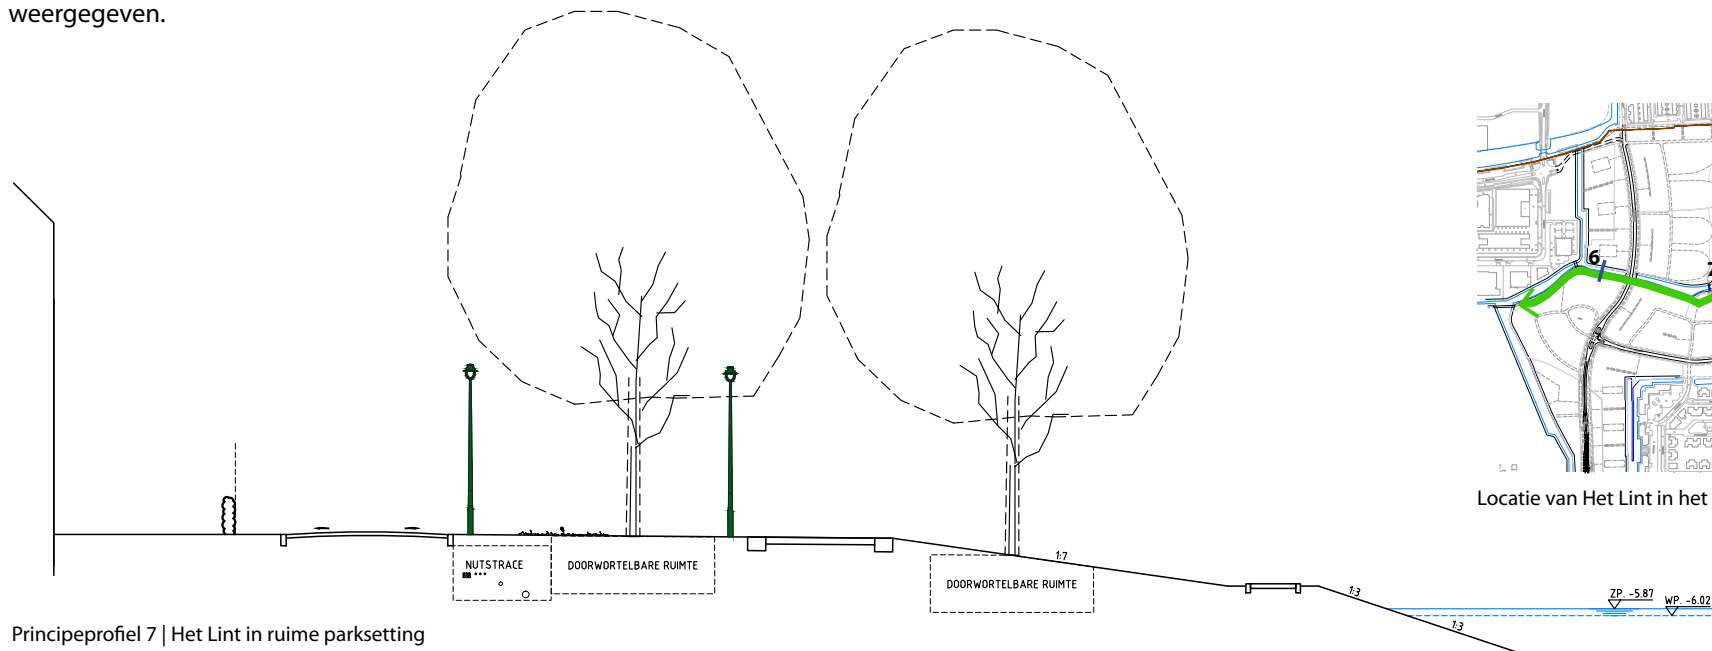 weergegeven.
6
NUTSTRACE
DOORWORTELBARE RUIMTE
DOORWORTELBARE RUIMTE
1:7
1:3
1:3
ZP. -5.87
WP. -6.02
Locatie van Het Lint in het
Principeprofiel 7 | Het Lint in ruime parksetting